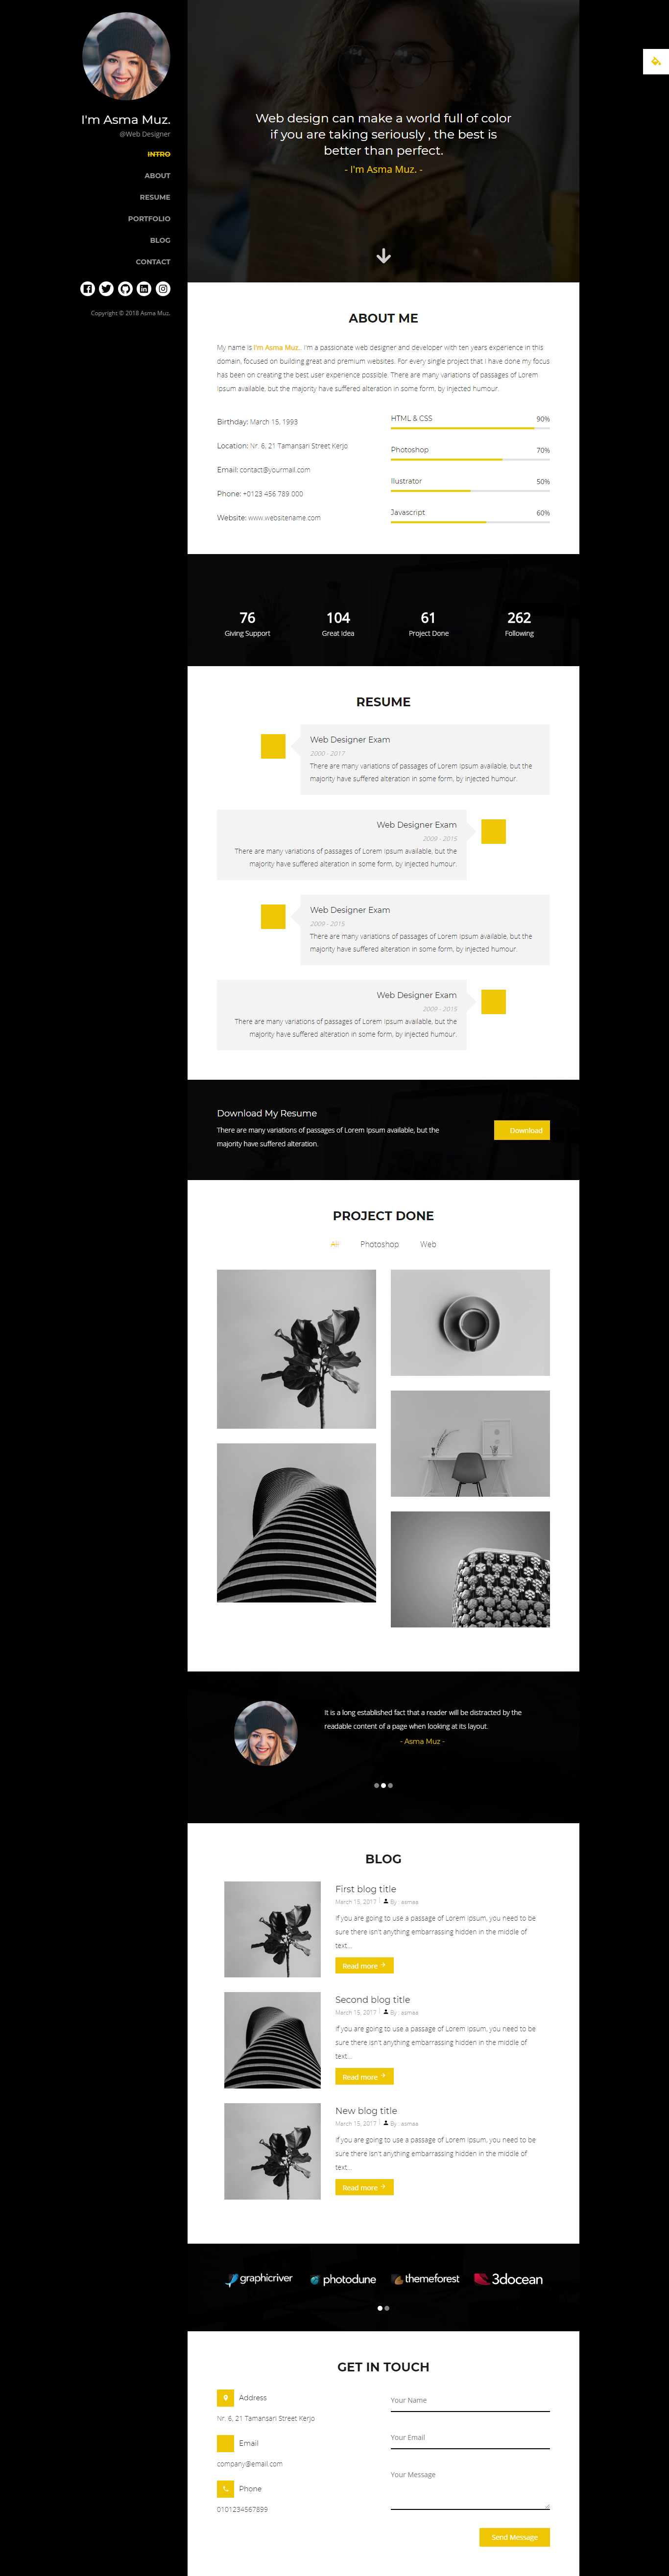 I'm Asma Muz.
@Web Designer
INTRO
ABOUT
RESUME
PORTFOLIO
BLOG
CONTACT
Copyright © 2018 Asma Muz.
Web design can make a world full of color
if you are taking seriously , the best is
better than perfect.
- I'm Asma Muz. -
ABOUT ME
My name is I'm Asma Muz.. I'm a passionate web designer and developer with ten years experience in this
domain, focused on building great and premium websites. For every single project that I have done my focus
has been on creating the best user experience possible. There are many variations of passages of Lorem
Ipsum available, but the majority have suffered alteration in some form, by injected humour.
Birthday: March 15, 1993
Location: Nr. 6, 21 Tamansari Street Kerjo
Email: contact@yourmail.com
Phone: +0123 456 789 000
Website: www.websitename.com
HTML & CSS 90%
Photoshop 70%
Ilustrator 50%
Javascript 60%
76 104 61 262
Giving Support Great Idea Project Done Following
RESUME
Web Designer Exam
2000 - 2017
There are many variations of passages of Lorem Ipsum available, but the
majority have suffered alteration in some form, by injected humour.
Web Designer Exam
2009 - 2015
There are many variations of passages of Lorem Ipsum available, but the
majority have suffered alteration in some form, by injected humour.
Web Designer Exam
2009 - 2015
There are many variations of passages of Lorem Ipsum available, but the
majority have suffered alteration in some form, by injected humour.
Web Designer Exam
2009 - 2015
There are many variations of passages of Lorem Ipsum available, but the
majority have suffered alteration in some form, by injected humour.
Download My Resume
There are many variations of passages of Lorem Ipsum available, but the
majority have suffered alteration.
Download
PROJECT DONE
All Photoshop Web
It is a long established fact that a reader will be distracted by the
readable content of a page when looking at its layout.
- Asma Muz -
BLOG
First blog title
March 15, 2017 | By : asmaa
If you are going to use a passage of Lorem Ipsum, you need to be
sure there isn't anything embarrassing hidden in the middle of
text...
Read more
Second blog title
March 15, 2017 | By : asmaa
If you are going to use a passage of Lorem Ipsum, you need to be
sure there isn't anything embarrassing hidden in the middle of
text...
Read more
New blog title
March 15, 2017 | By : asmaa
If you are going to use a passage of Lorem Ipsum, you need to be
sure there isn't anything embarrassing hidden in the middle of
text...
Read more
graphicriver photodune themeforest 3docean
GET IN TOUCH
Address
Nr. 6, 21 Tamansari Street Kerjo
Email
company@email.com
Phone
0101234567899
Your Name
Your Email
Your Message
Send Message